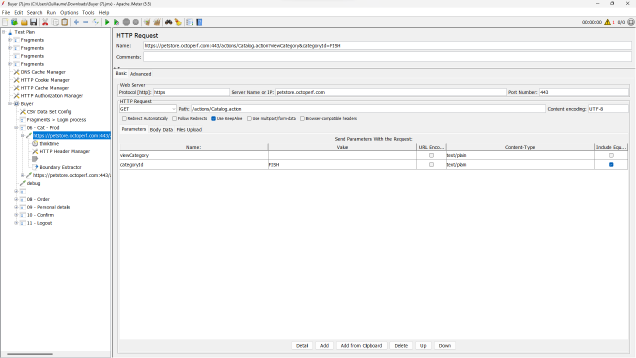 Buyer (7).jmx (C:\Users\Guillaume\Downloads\Buyer (7).jmx) - Apache JMeter (5.5)
File Edit Search Run Options Tools Help
00:00:00 1 0/0
Test Plan
Fragments
Fragments
Fragments
Fragments
DNS Cache Manager
HTTP Cookie Manager
HTTP Cache Manager
HTTP Authorization Manager
Buyer
CSV Data Set Config
Fragments > Login process
06 - Cat - Prod
https://petstore.octoperf.com:443/
thinktime
HTTP Header Manager
Boundary Extractor
https://petstore.octoperf.com:443/
debug
08 - Order
09 - Personal details
10 - Confirm
11 - Logout
HTTP Request
Name: https://petstore.octoperf.com:443/actions/Catalog.action?viewCategory&categoryId=FISH
Comments:
Basic Advanced
Web Server
Protocol [http]: https Server Name or IP: petstore.octoperf.com Port Number: 443
HTTP Request
GET Path: /actions/Catalog.action Content encoding: UTF-8
Redirect Automatically Follow Redirects Use KeepAlive Use multipart/form-data Browser-compatible headers
Parameters Body Data Files Upload
Send Parameters With the Request:
Name: Value URL Enco... Content-Type Include Equ...
viewCategory text/plain
categoryId FISH text/plain
Detail Add Add from Clipboard Delete Up Down